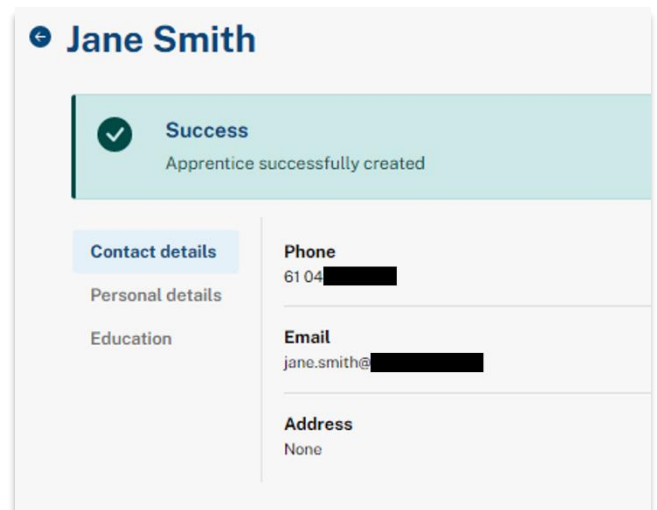 Jane Smith
Success
Apprentice successfully created
Contact details
Personal details
Education
Phone
61 04
Email
jane.smith@
Address
None